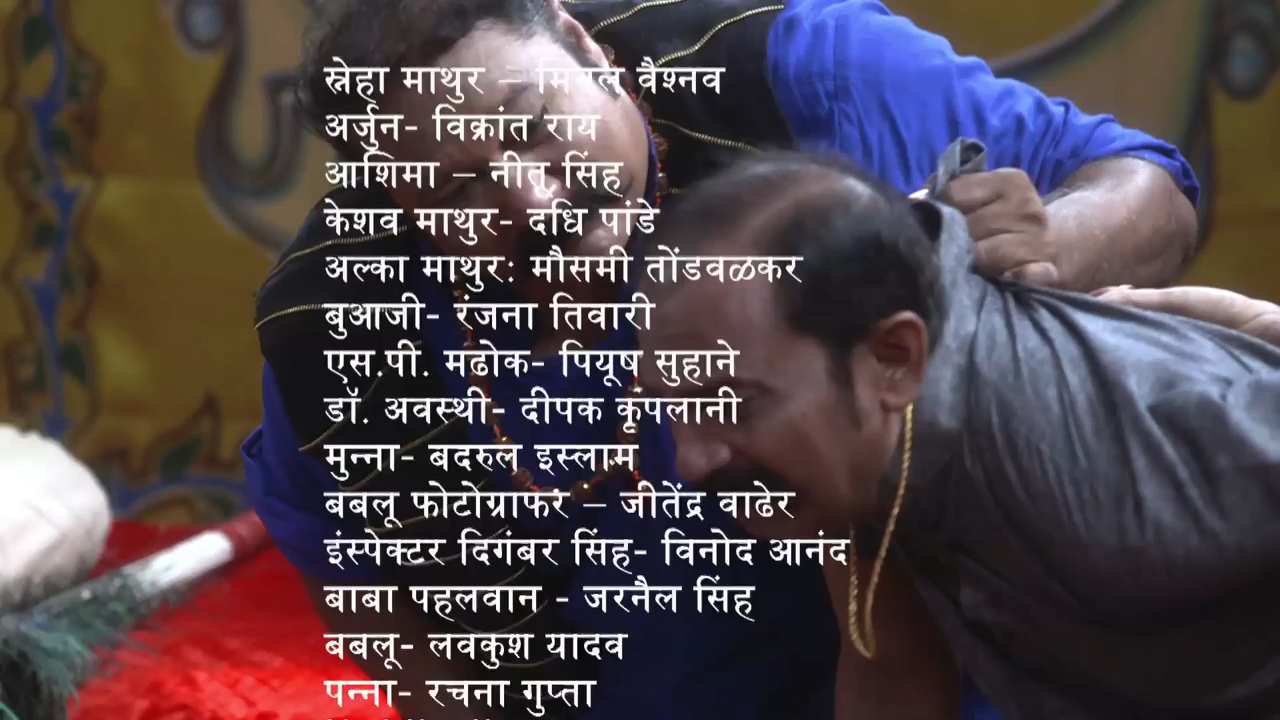 स्नेहा माथुर – मितल वैश्नव
अर्जुन- विक्रांत राय
आशिमा – नीतू सिंह
केशव माथुर- दधि पांडे
अल्का माथुर: मौसमी तोंडवळकर
बुआजी- रंजना तिवारी
एस.पी. मढोक- पियूष सुहाने
डॉ. अवस्थी- दीपक कृपलानी
मुन्ना- बदरुल इस्लाम
बबलू फोटोग्राफर – जीतेंद्र वाढेर
इंस्पेक्टर दिगंबर सिंह- विनोद आनंद
बाबा पहलवान - जरनैल सिंह
बबलू- लवकुश यादव
पन्ना- रचना गुप्ता